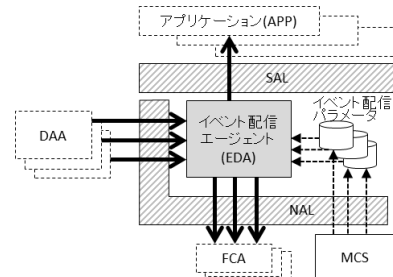 アプリケーション(APP)
SAL
イベント配信
パラメータ
DAA
イベント配信
エージェント
(EDA)
NAL
FCA
MCS